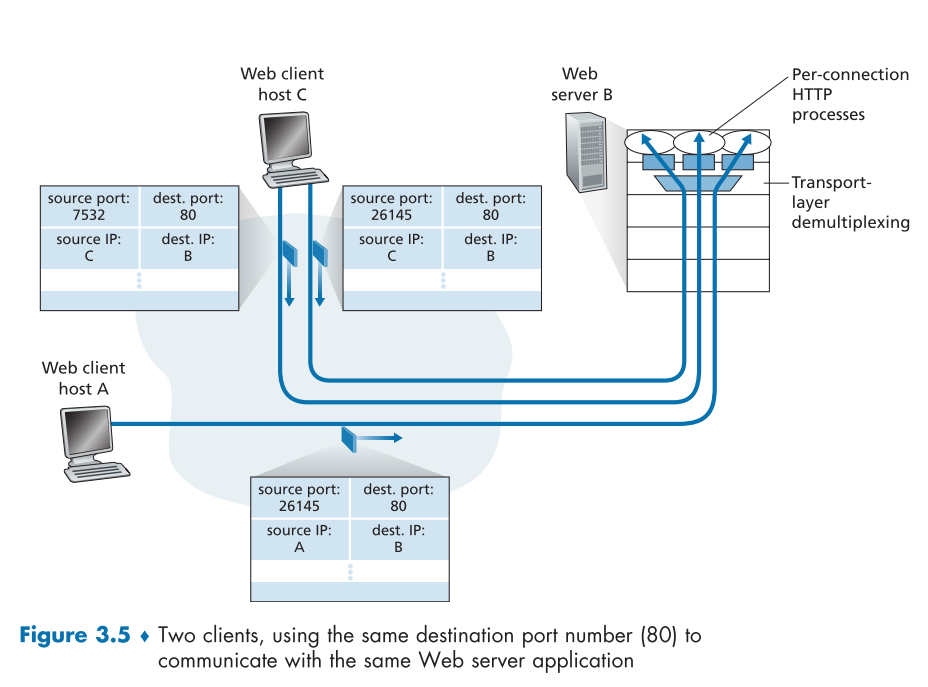 Web client
host C
Web
server B
Per-connection
HTTP
processes
Transport-
layer
demultiplexing
source port:
7532
dest. port:
80
source IP:
C
dest. IP:
B
source port:
26145
dest. port:
80
source IP:
C
dest. IP:
B
Web client
host A
source port:
26145
dest. port:
80
source IP:
A
dest. IP:
B
Figure 3.5 ♦ Two clients, using the same destination port number (80) to
communicate with the same Web server application